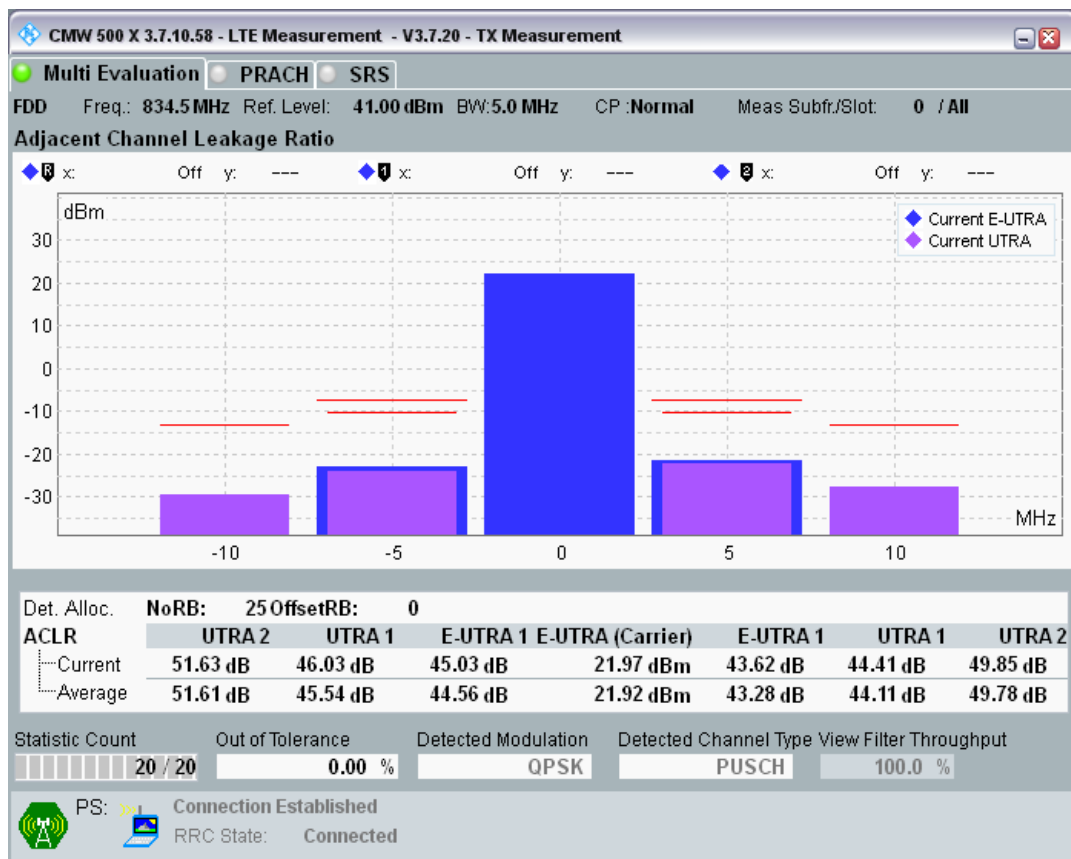 CMW 500 X 3.7.10.58 - LTE Measurement - V3.7.20 - TX Measurement
Multi Evaluation PRACH SRS
FDD Freq.: 834.5 MHz Ref. Level: 41.00 dBm BW:5.0 MHz CP :Normal Meas Subfr./Slot: 0 / All
Adjacent Channel Leakage Ratio
R x: Off y: --- 1 x: Off y: --- 2 x: Off y: ---
dBm
Current E-UTRA
Current UTRA
30
20
10
0
-10
-20
-30
MHz
-10 -5 0 5 10
Det. Alloc. NoRB: 25 OffsetRB: 0
ACLR UTRA 2 UTRA 1 E-UTRA 1 E-UTRA (Carrier) E-UTRA 1 UTRA 1 UTRA 2
Current 51.63 dB 46.03 dB 45.03 dB 21.97 dBm 43.62 dB 44.41 dB 49.85 dB
Average 51.61 dB 45.54 dB 44.56 dB 21.92 dBm 43.28 dB 44.11 dB 49.78 dB
Statistic Count Out of Tolerance Detected Modulation Detected Channel Type View Filter Throughput
20 / 20 0.00 % QPSK PUSCH 100.0 %
PS: Connection Established
RRC State: Connected